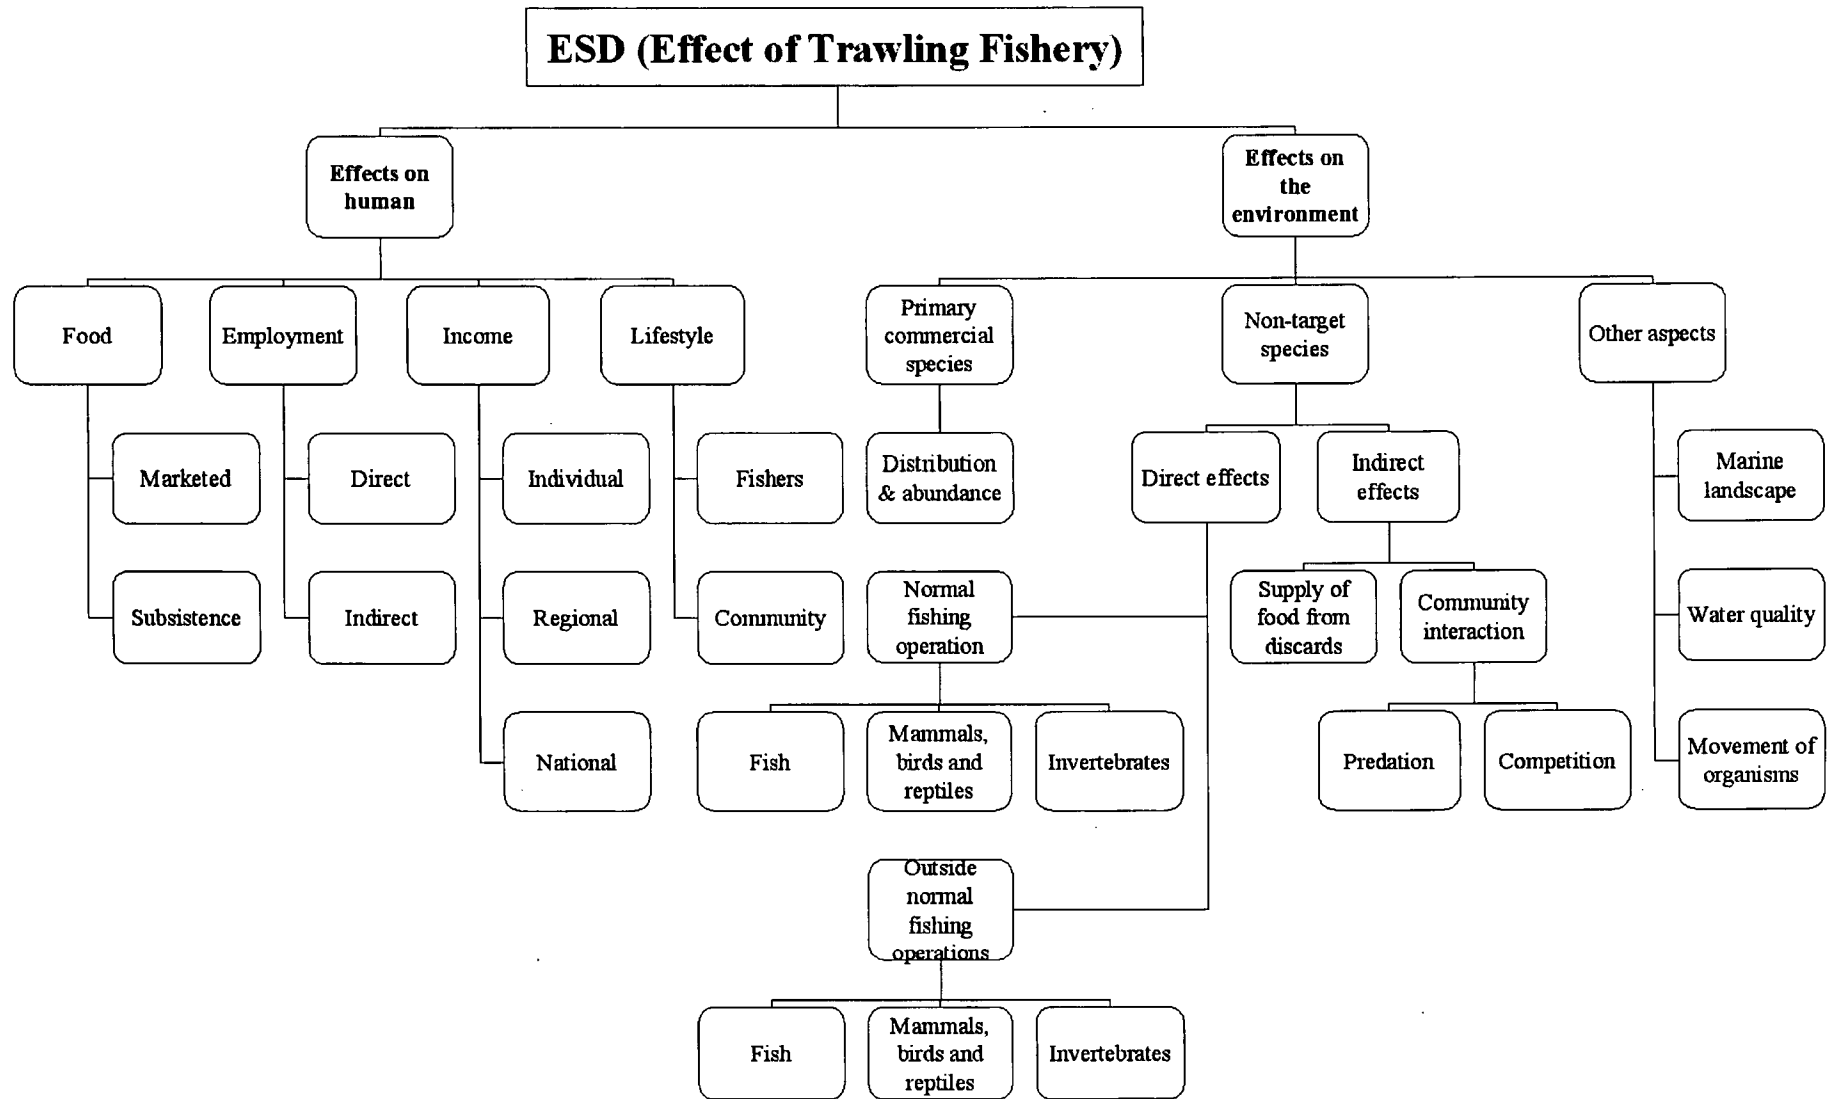 ESD (Effect of Trawling Fishery)
Effects on
human
Effects on
the
environment
Food
Employment
Income
Lifestyle
Primary
commercial
species
Non-target
species
Other aspects
Marketed
Direct
Individual
Fishers
Distribution
& abundance
Direct effects
Indirect
effects
Marine
landscape
Subsistence
Indirect
Regional
Community
Normal
fishing
operation
Supply of
food from
discards
Community
interaction
Water quality
National
Fish
Mammals,
birds and
reptiles
Invertebrates
Predation
Competition
Movement of
organisms
Outside
normal
fishing
operations
Fish
Mammals,
birds and
reptiles
Invertebrates